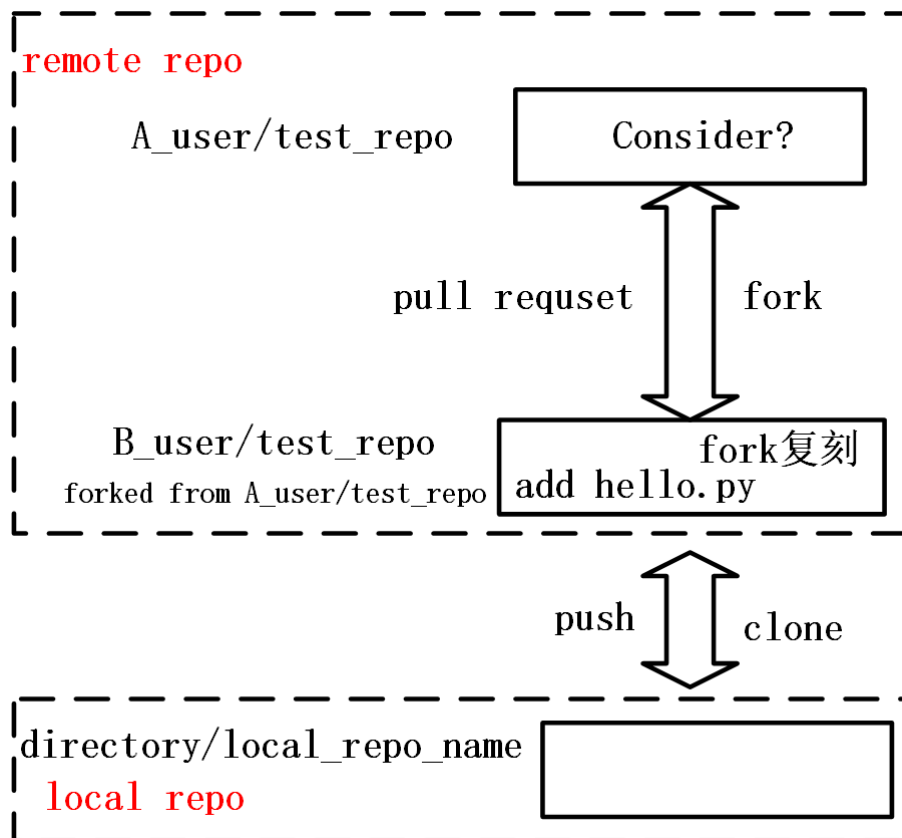 remote repo
A_user/test_repo
Consider?
pull requset
fork
B_user/test_repo
fork复刻
forked from A_user/test_repo
add hello.py
push
clone
directory/local_repo_name
local repo